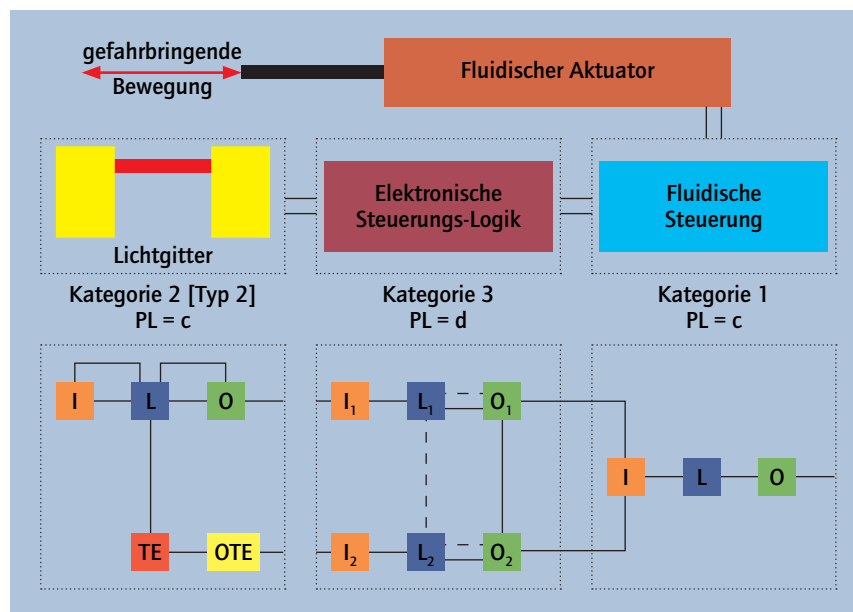 gefahrbringende
Bewegung
Fluidischer Aktuator
Lichtgitter
Elektronische
Steuerungs-Logik
Fluidische
Steuerung
Kategorie 2 [Typ 2]
PL = c
Kategorie 3
PL = d
Kategorie 1
PL = c
I L O
TE OTE
I₁ L₁ O₁
I₂ L₂ O₂
I L O